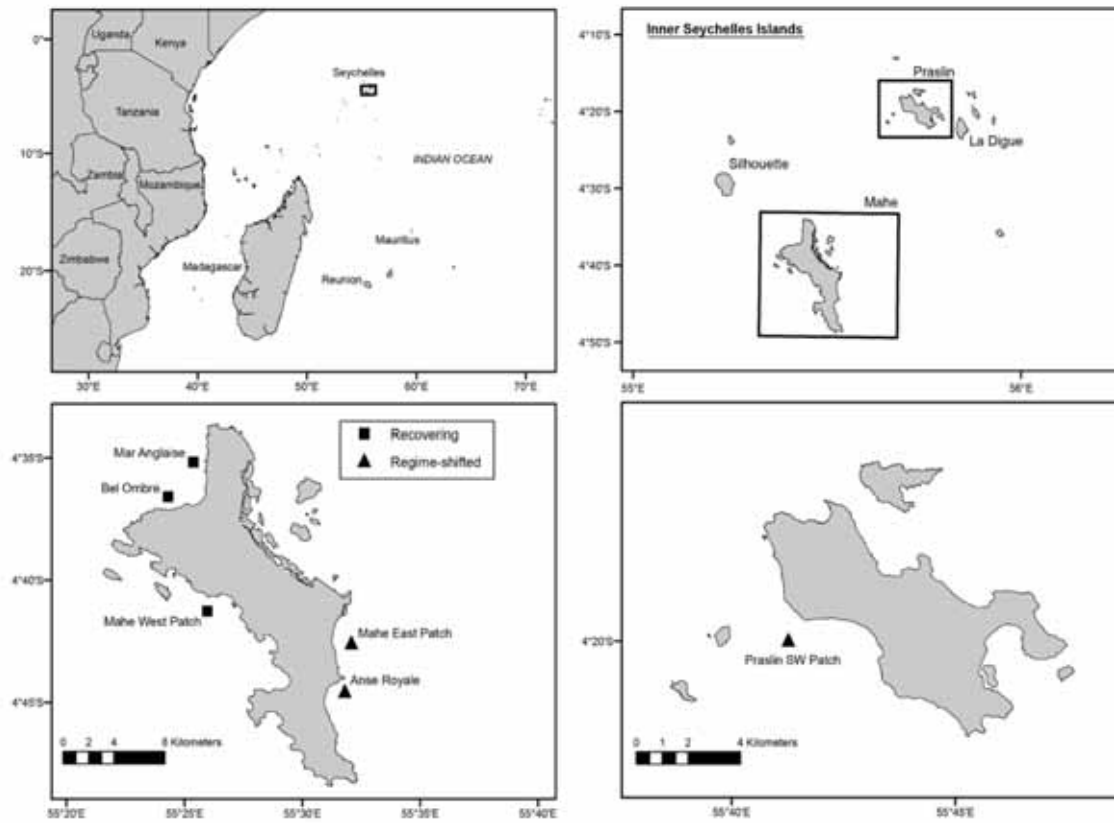 Uganda
Kenya
Seychelles
Tanzania
INDIAN OCEAN
Zambia
Mozambique
Mauritius
Zimbabwe
Madagascar
Reunion
0°
10°S
20°S
30°E
40°E
50°E
60°E
70°E
Inner Seychelles Islands
Praslin
La Digue
Silhouette
Mahe
4°10'S
4°20'S
4°30'S
4°40'S
4°50'S
55°E
56°E
Recovering
Regime-shifted
Mar Anglaise
Bel Ombre
Mahe West Patch
Mahe East Patch
Anse Royale
4°35'S
4°40'S
4°45'S
0 2 4 8 Kilometers
55°20'E
55°25'E
55°30'E
55°35'E
55°40'E
Praslin SW Patch
4°20'S
0 1 2 4 Kilometers
55°40'E
55°45'E